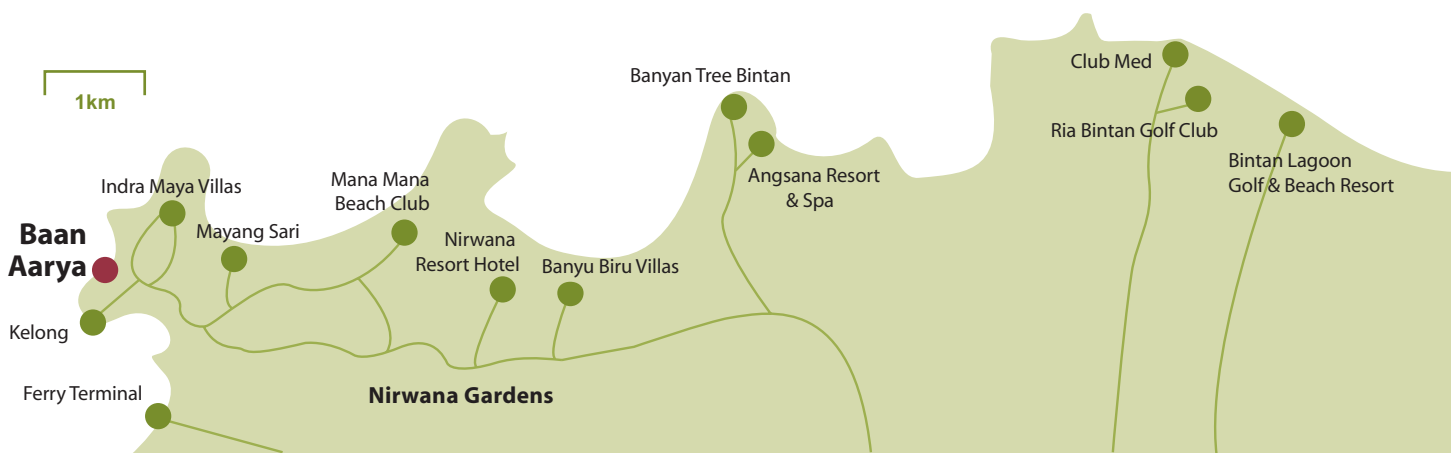 1km
Banyan Tree Bintan
Club Med
Ria Bintan Golf Club
Bintan Lagoon
Golf & Beach Resort
Angsana Resort
& Spa
Indra Maya Villas
Mana Mana
Beach Club
Mayang Sari
Nirwana
Resort Hotel
Banyu Biru Villas
Baan
Aarya
Kelong
Ferry Terminal
Nirwana Gardens